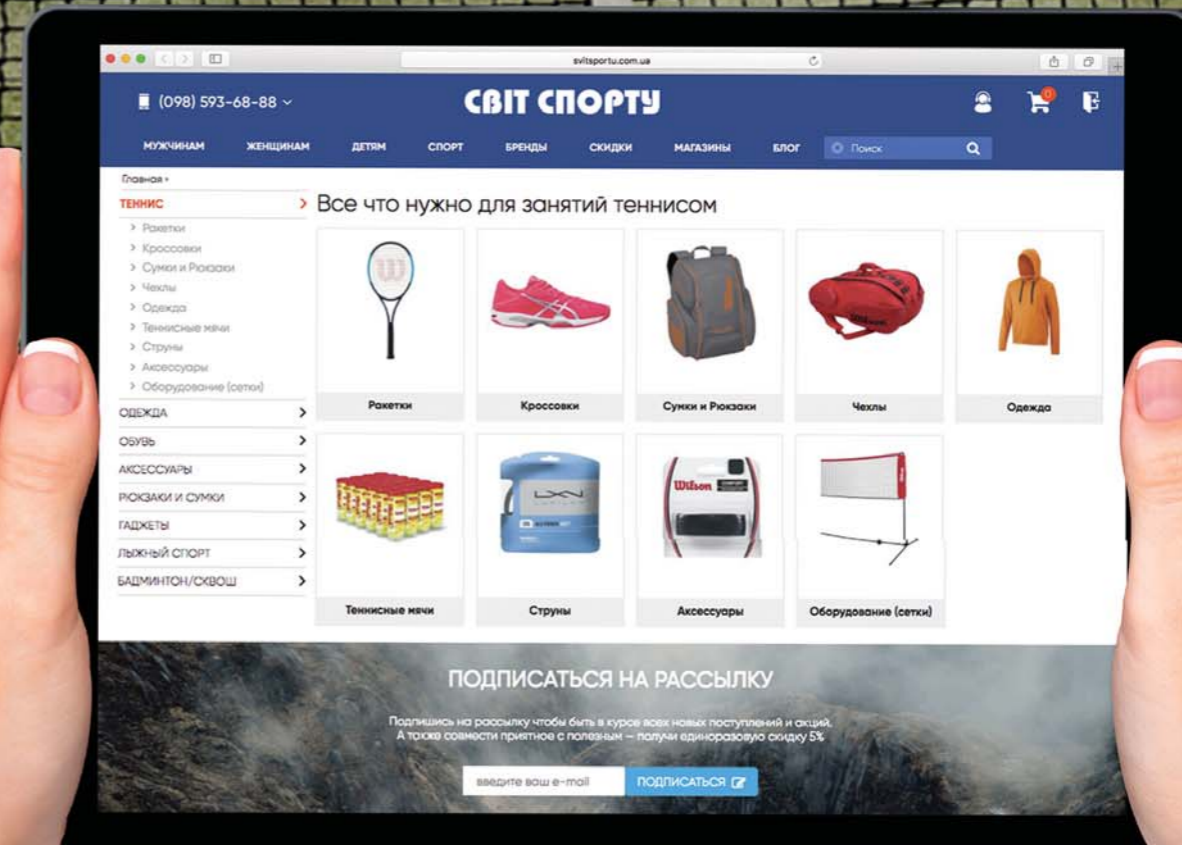 svitsportu.com.ua
(098) 593-68-88
СВІТ СПОРТУ
0
МУЖЧИНАМ ЖЕНЩИНАМ ДЕТЯМ СПОРТ БРЕНДЫ СКИДКИ МАГАЗИНЫ БЛОГ Поиск
Главная
ТЕННИС
Ракетки
Кроссовки
Сумки и Рюкзаки
Чехлы
Одежда
Теннисные мячи
Струны
Аксессуары
Оборудование (сетки)
ОДЕЖДА
ОБУВЬ
АКСЕССУАРЫ
РЮКЗАКИ И СУМКИ
ГАДЖЕТЫ
ЛЫЖНЫЙ СПОРТ
БАДМИНТОН/СКВОШ
Все что нужно для занятий теннисом
Wilson
Ракетки Кроссовки Сумки и Рюкзаки Чехлы Одежда
LXN
Wilson
Теннисные мячи Струны Аксессуары Оборудование (сетки)
ПОДПИСАТЬСЯ НА РАССЫЛКУ
Подпишись на рассылку чтобы быть в курсе всех новых поступлений и акций.
А также совмести приятное с полезным — получи единоразовую скидку 5%
введите ваш e-mail ПОДПИСАТЬСЯ